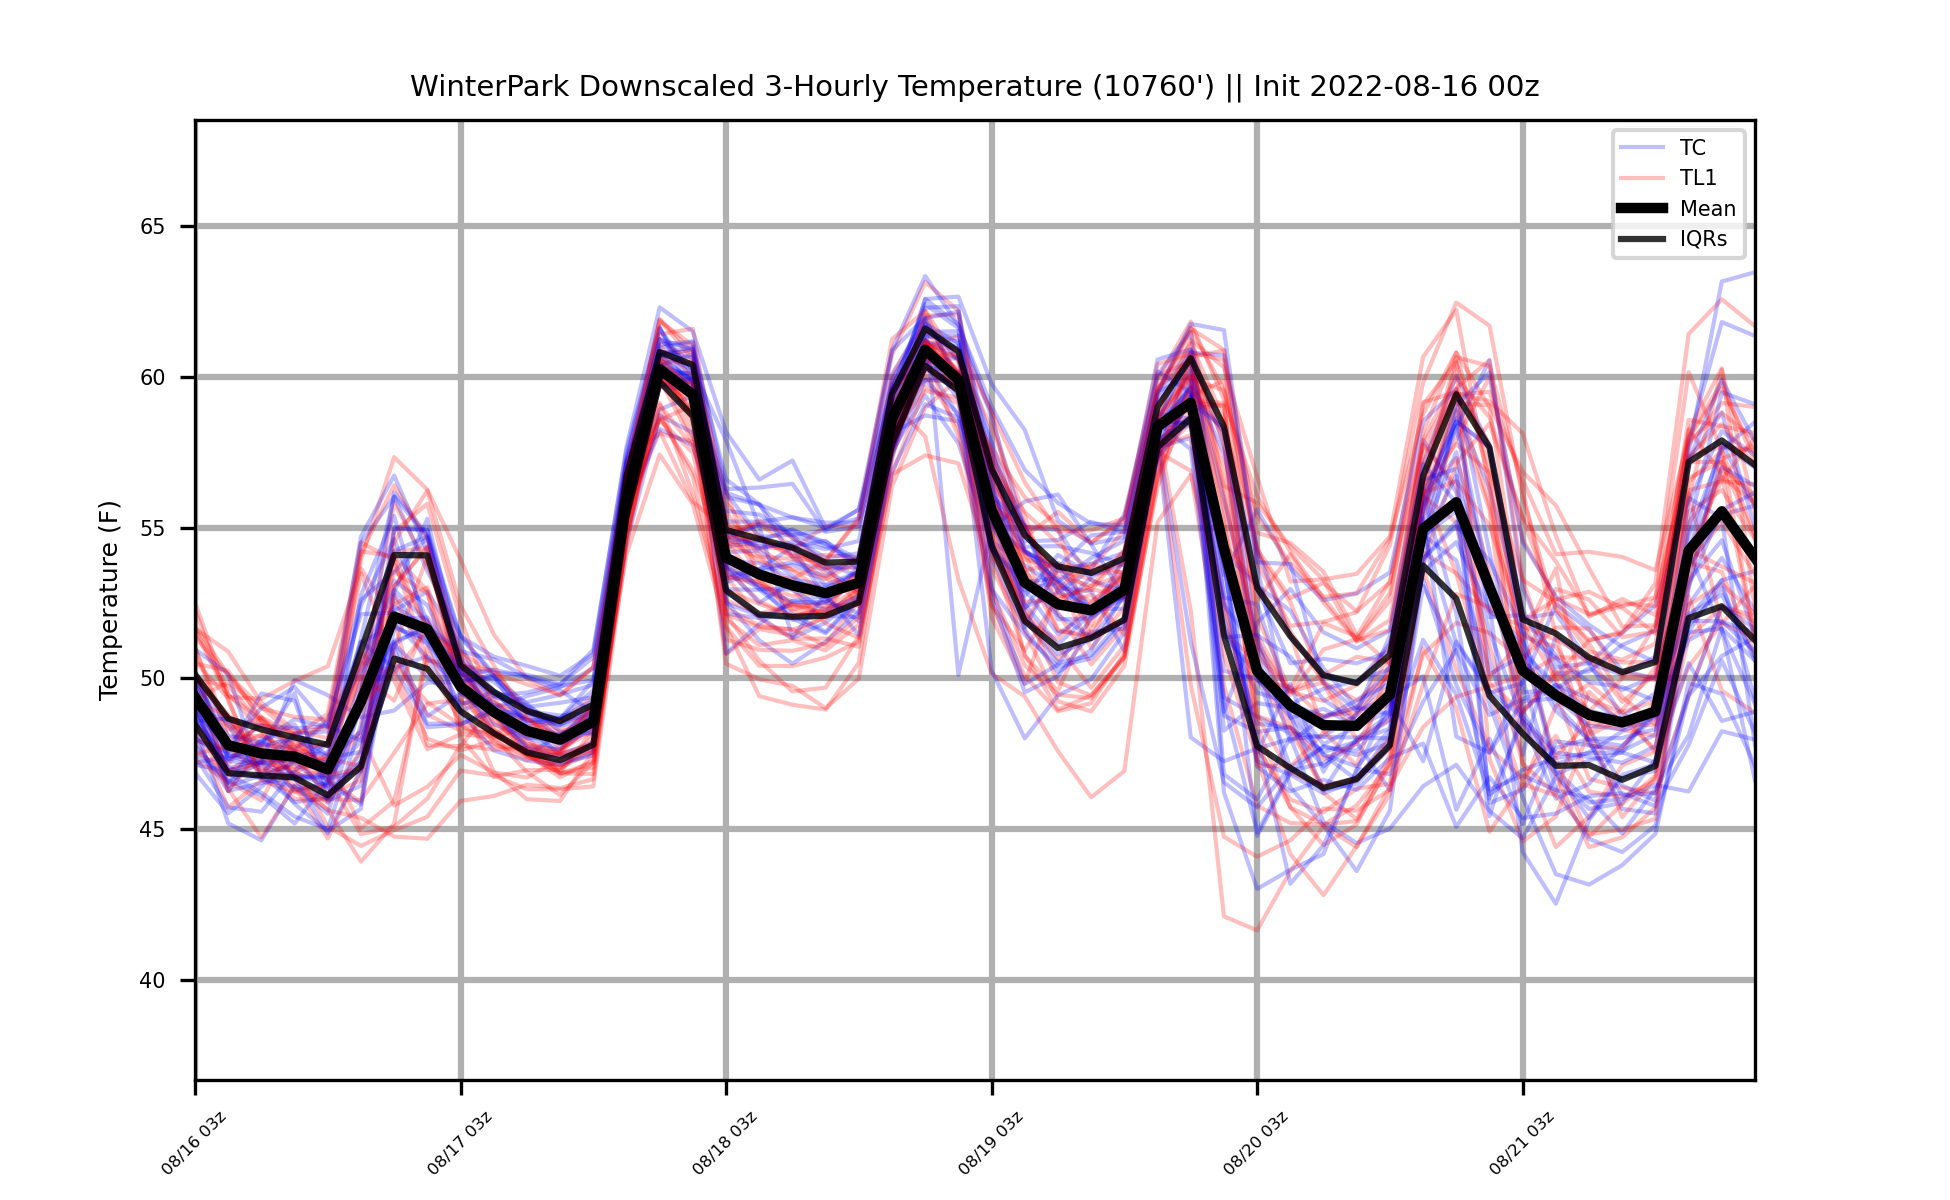 WinterPark Downscaled 3-Hourly Temperature (10760') || Init 2022-08-16 00z
TC
TL1
Mean
IQRs
Temperature (F)
65
60
55
50
45
40
08/16 03z
08/17 03z
08/18 03z
08/19 03z
08/20 03z
08/21 03z